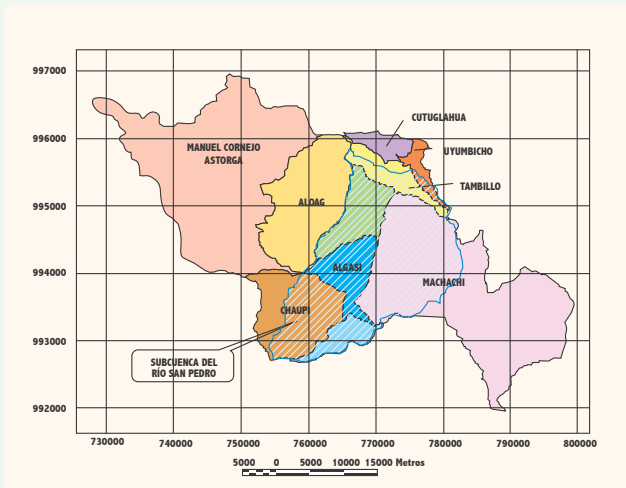 997000
996000
995000
994000
993000
992000
CUTUGLAHUA
MANUEL CORNEJO
ASTORGA
UYUMBICHO
TAMBILLO
ALOAG
ALGASI
MACHACHI
CHAUPI
SUBCUENCA DEL
RÍO SAN PEDRO
730000 740000 750000 760000 770000 780000 790000 800000
5000 0 5000 10000 15000 Metros